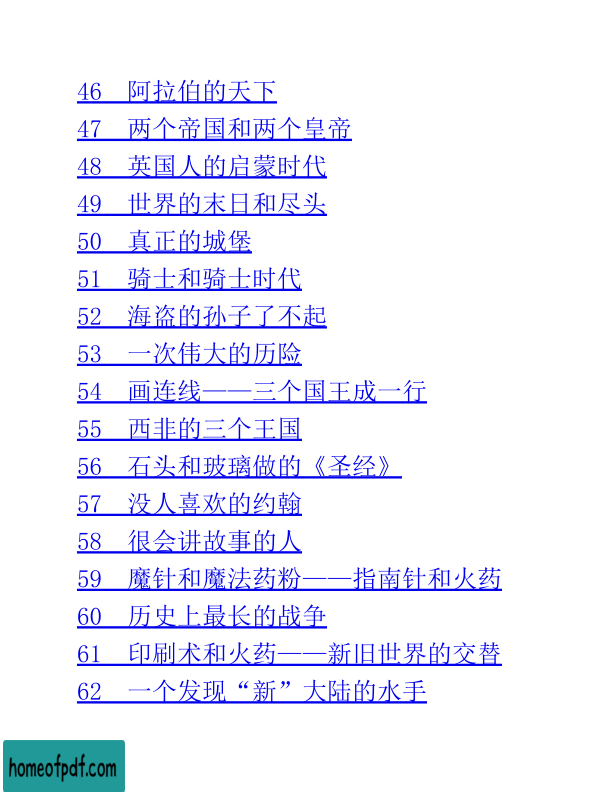 46 阿拉伯的天下
47 两个帝国和两个皇帝
48 英国人的启蒙时代
49 世界的末日和尽头
50 真正的城堡
51 骑士和骑士时代
52 海盗的孙子了不起
53 一次伟大的历险
54 画连线——三个国王成一行
55 西非的三个王国
56 石头和玻璃做的《圣经》
57 没人喜欢的约翰
58 很会讲故事的人
59 魔针和魔法药粉——指南针和火药
60 历史上最长的战争
61 印刷术和火药——新旧世界的交替
62 一个发现“新”大陆的水手
homeofpdf.com